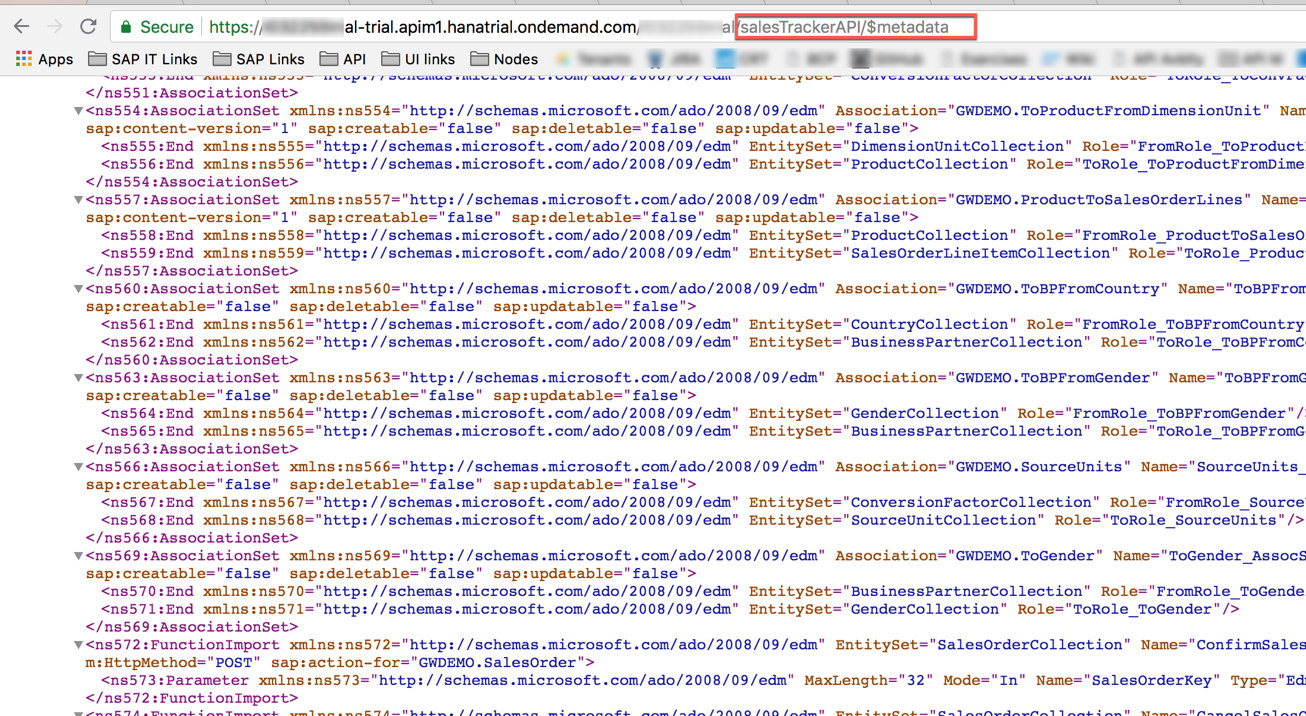 Secure https:// al-trial.apim1.hanatrial.ondemand.com/ al/salesTrackerAPI/$metadata
Apps SAP IT Links SAP Links API UI links Nodes
</ns551:AssociationSet>
▼<ns554:AssociationSet xmlns:ns554="http://schemas.microsoft.com/ado/2008/09/edm" Association="GWDEMO.ToProductFromDimensionUnit" Nam
sap:content-version="1" sap:creatable="false" sap:deletable="false" sap:updatable="false">
<ns555:End xmlns:ns555="http://schemas.microsoft.com/ado/2008/09/edm" EntitySet="DimensionUnitCollection" Role="FromRole_ToProduct
<ns556:End xmlns:ns556="http://schemas.microsoft.com/ado/2008/09/edm" EntitySet="ProductCollection" Role="ToRole_ToProductFromDime
</ns554:AssociationSet>
▼<ns557:AssociationSet xmlns:ns557="http://schemas.microsoft.com/ado/2008/09/edm" Association="GWDEMO.ProductToSalesOrderLines" Name=
sap:content-version="1" sap:creatable="false" sap:deletable="false" sap:updatable="false">
<ns558:End xmlns:ns558="http://schemas.microsoft.com/ado/2008/09/edm" EntitySet="ProductCollection" Role="FromRole_ProductToSalesO
<ns559:End xmlns:ns559="http://schemas.microsoft.com/ado/2008/09/edm" EntitySet="SalesOrderLineItemCollection" Role="ToRole_Produc
</ns557:AssociationSet>
▼<ns560:AssociationSet xmlns:ns560="http://schemas.microsoft.com/ado/2008/09/edm" Association="GWDEMO.ToBPFromCountry" Name="ToBPFrom
sap:creatable="false" sap:deletable="false" sap:updatable="false">
<ns561:End xmlns:ns561="http://schemas.microsoft.com/ado/2008/09/edm" EntitySet="CountryCollection" Role="FromRole_ToBPFromCountry
<ns562:End xmlns:ns562="http://schemas.microsoft.com/ado/2008/09/edm" EntitySet="BusinessPartnerCollection" Role="ToRole_ToBPFromC
</ns560:AssociationSet>
▼<ns563:AssociationSet xmlns:ns563="http://schemas.microsoft.com/ado/2008/09/edm" Association="GWDEMO.ToBPFromGender" Name="ToBPFromG
sap:creatable="false" sap:deletable="false" sap:updatable="false">
<ns564:End xmlns:ns564="http://schemas.microsoft.com/ado/2008/09/edm" EntitySet="GenderCollection" Role="FromRole_ToBPFromGender"/>
<ns565:End xmlns:ns565="http://schemas.microsoft.com/ado/2008/09/edm" EntitySet="BusinessPartnerCollection" Role="ToRole_ToBPFromG
</ns563:AssociationSet>
▼<ns566:AssociationSet xmlns:ns566="http://schemas.microsoft.com/ado/2008/09/edm" Association="GWDEMO.SourceUnits" Name="SourceUnits_
sap:creatable="false" sap:deletable="false" sap:updatable="false">
<ns567:End xmlns:ns567="http://schemas.microsoft.com/ado/2008/09/edm" EntitySet="ConversionFactorCollection" Role="FromRole_Source
<ns568:End xmlns:ns568="http://schemas.microsoft.com/ado/2008/09/edm" EntitySet="SourceUnitCollection" Role="ToRole_SourceUnits"/>
</ns566:AssociationSet>
▼<ns569:AssociationSet xmlns:ns569="http://schemas.microsoft.com/ado/2008/09/edm" Association="GWDEMO.ToGender" Name="ToGender_AssocS
sap:creatable="false" sap:deletable="false" sap:updatable="false">
<ns570:End xmlns:ns570="http://schemas.microsoft.com/ado/2008/09/edm" EntitySet="BusinessPartnerCollection" Role="FromRole_ToGende
<ns571:End xmlns:ns571="http://schemas.microsoft.com/ado/2008/09/edm" EntitySet="GenderCollection" Role="ToRole_ToGender"/>
</ns569:AssociationSet>
▼<ns572:FunctionImport xmlns:ns572="http://schemas.microsoft.com/ado/2008/09/edm" EntitySet="SalesOrderCollection" Name="ConfirmSales
m:HttpMethod="POST" sap:action-for="GWDEMO.SalesOrder">
<ns573:Parameter xmlns:ns573="http://schemas.microsoft.com/ado/2008/09/edm" MaxLength="32" Mode="In" Name="SalesOrderKey" Type="Edm
</ns572:FunctionImport>